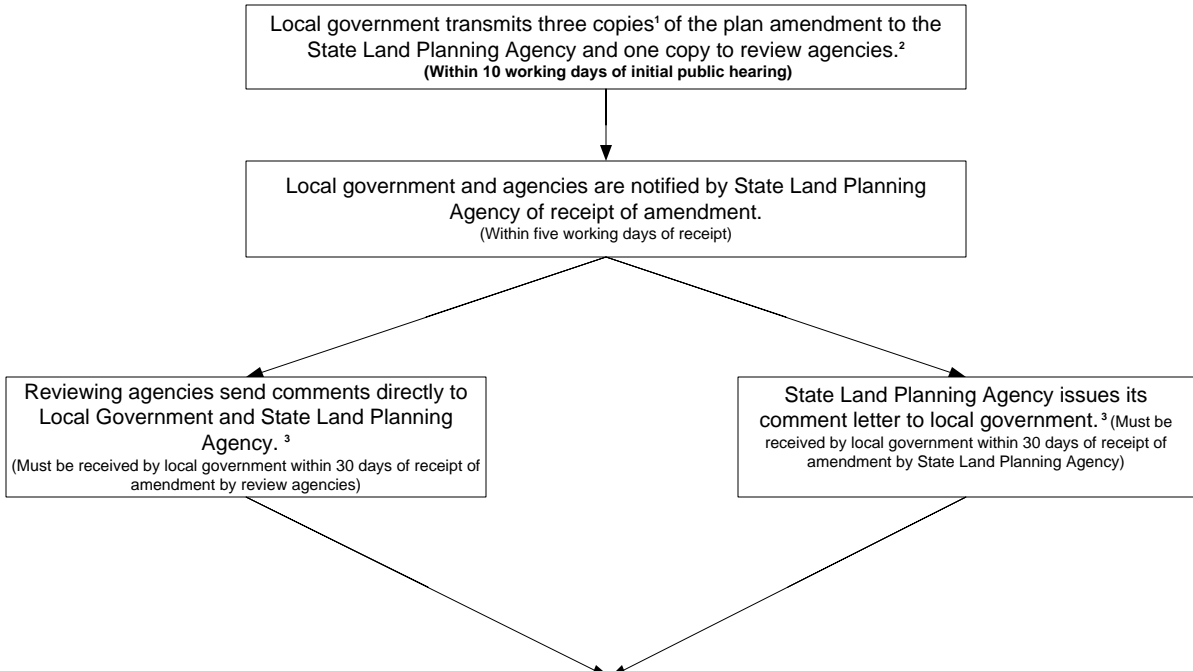 Local government transmits three copies¹ of the plan amendment to the
State Land Planning Agency and one copy to review agencies.²
(Within 10 working days of initial public hearing)
Local government and agencies are notified by State Land Planning
Agency of receipt of amendment.
(Within five working days of receipt)
Reviewing agencies send comments directly to
Local Government and State Land Planning
Agency. ³
(Must be received by local government within 30 days of receipt of
amendment by review agencies)
State Land Planning Agency issues its
comment letter to local government. ³ (Must be
received by local government within 30 days of receipt of
amendment by State Land Planning Agency)